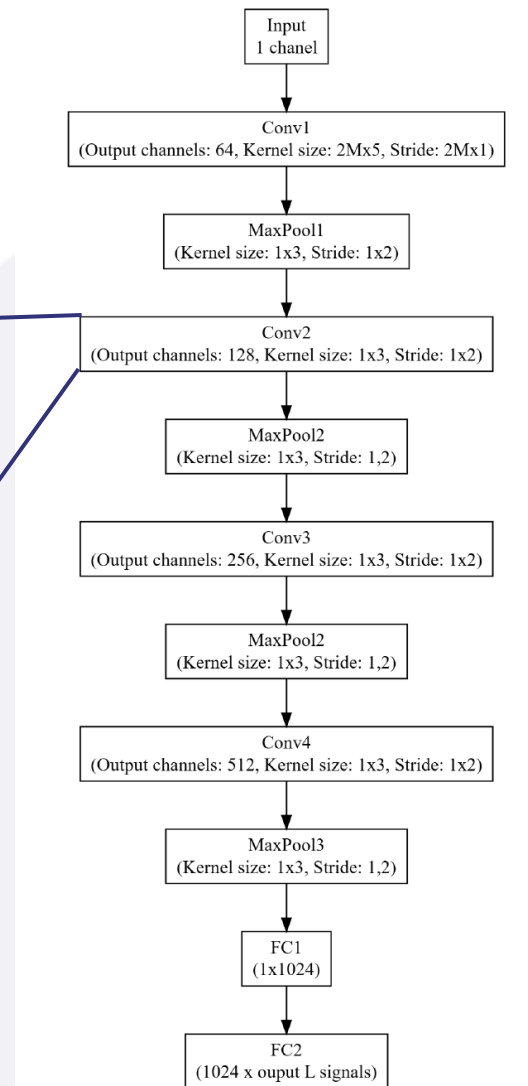 Input
1 chanel
Conv1
(Output channels: 64, Kernel size: 2Mx5, Stride: 2Mx1)
MaxPool1
(Kernel size: 1x3, Stride: 1x2)
Conv2
(Output channels: 128, Kernel size: 1x3, Stride: 1x2)
MaxPool2
(Kernel size: 1x3, Stride: 1,2)
Conv3
(Output channels: 256, Kernel size: 1x3, Stride: 1x2)
MaxPool2
(Kernel size: 1x3, Stride: 1,2)
Conv4
(Output channels: 512, Kernel size: 1x3, Stride: 1x2)
MaxPool3
(Kernel size: 1x3, Stride: 1,2)
FC1
(1x1024)
FC2
(1024 x ouput L signals)